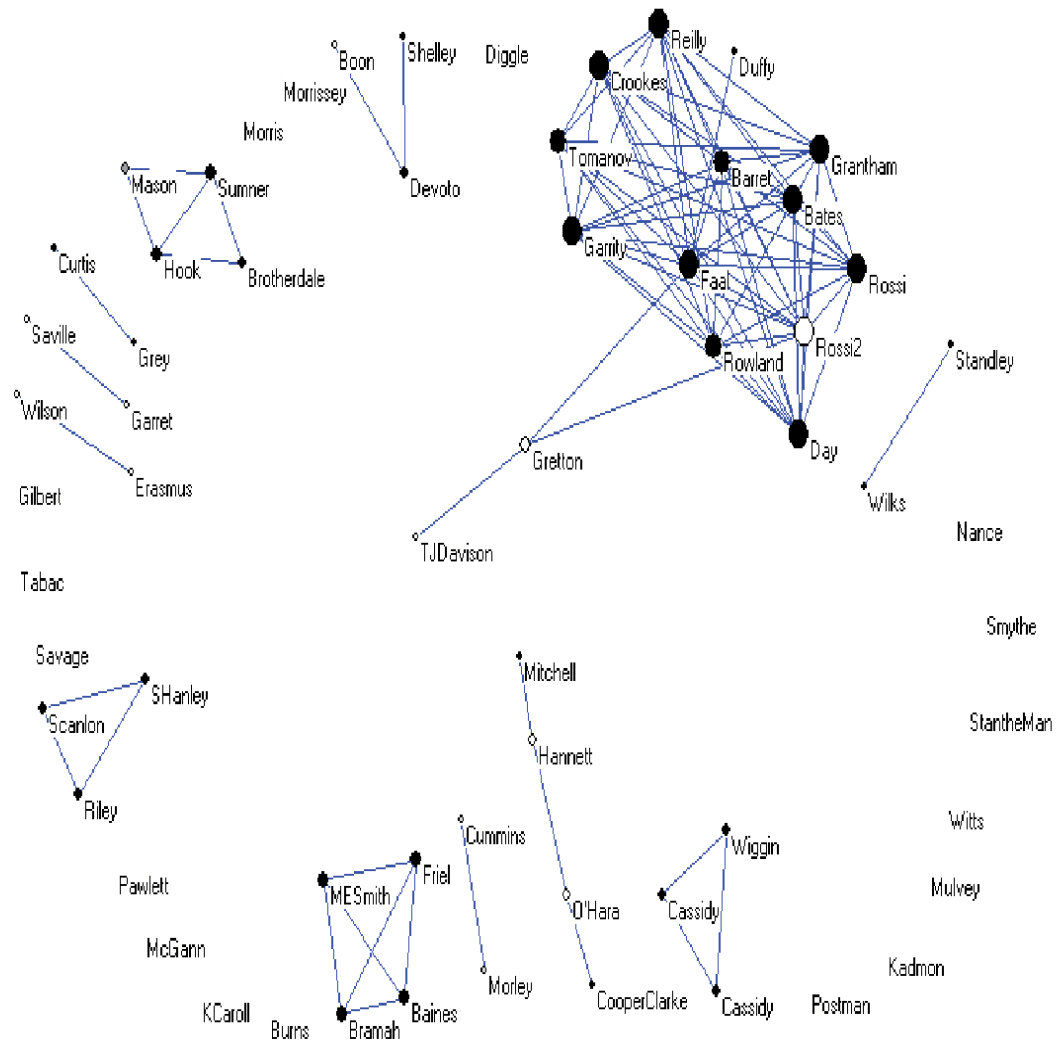 Reilly
Shelley
Diggle
Boon
Duffy
Crookes
Morrissey
Morris
Tomanov
Grantham
Mason
Sumner
Devoto
Barret
Bates
Garrity
Curtis
Hook
Brotherdale
Faal
Rossi
Saville
Grey
Rossi2
Rowland
Standley
Wilson
Garret
Day
Gretton
Erasmus
Gilbert
Wilks
Nance
TJDavison
Tabac
Smythe
Savage
Mitchell
SHanley
Scanlon
StantheMan
Hannett
Riley
Cummins
Witts
Wiggin
Friel
Pawlett
MESmith
Mulvey
Cassidy
O'Hara
McGann
Kadmon
Morley
CooperClarke
Cassidy
Postman
Baines
KCaroll
Burns
Bramah